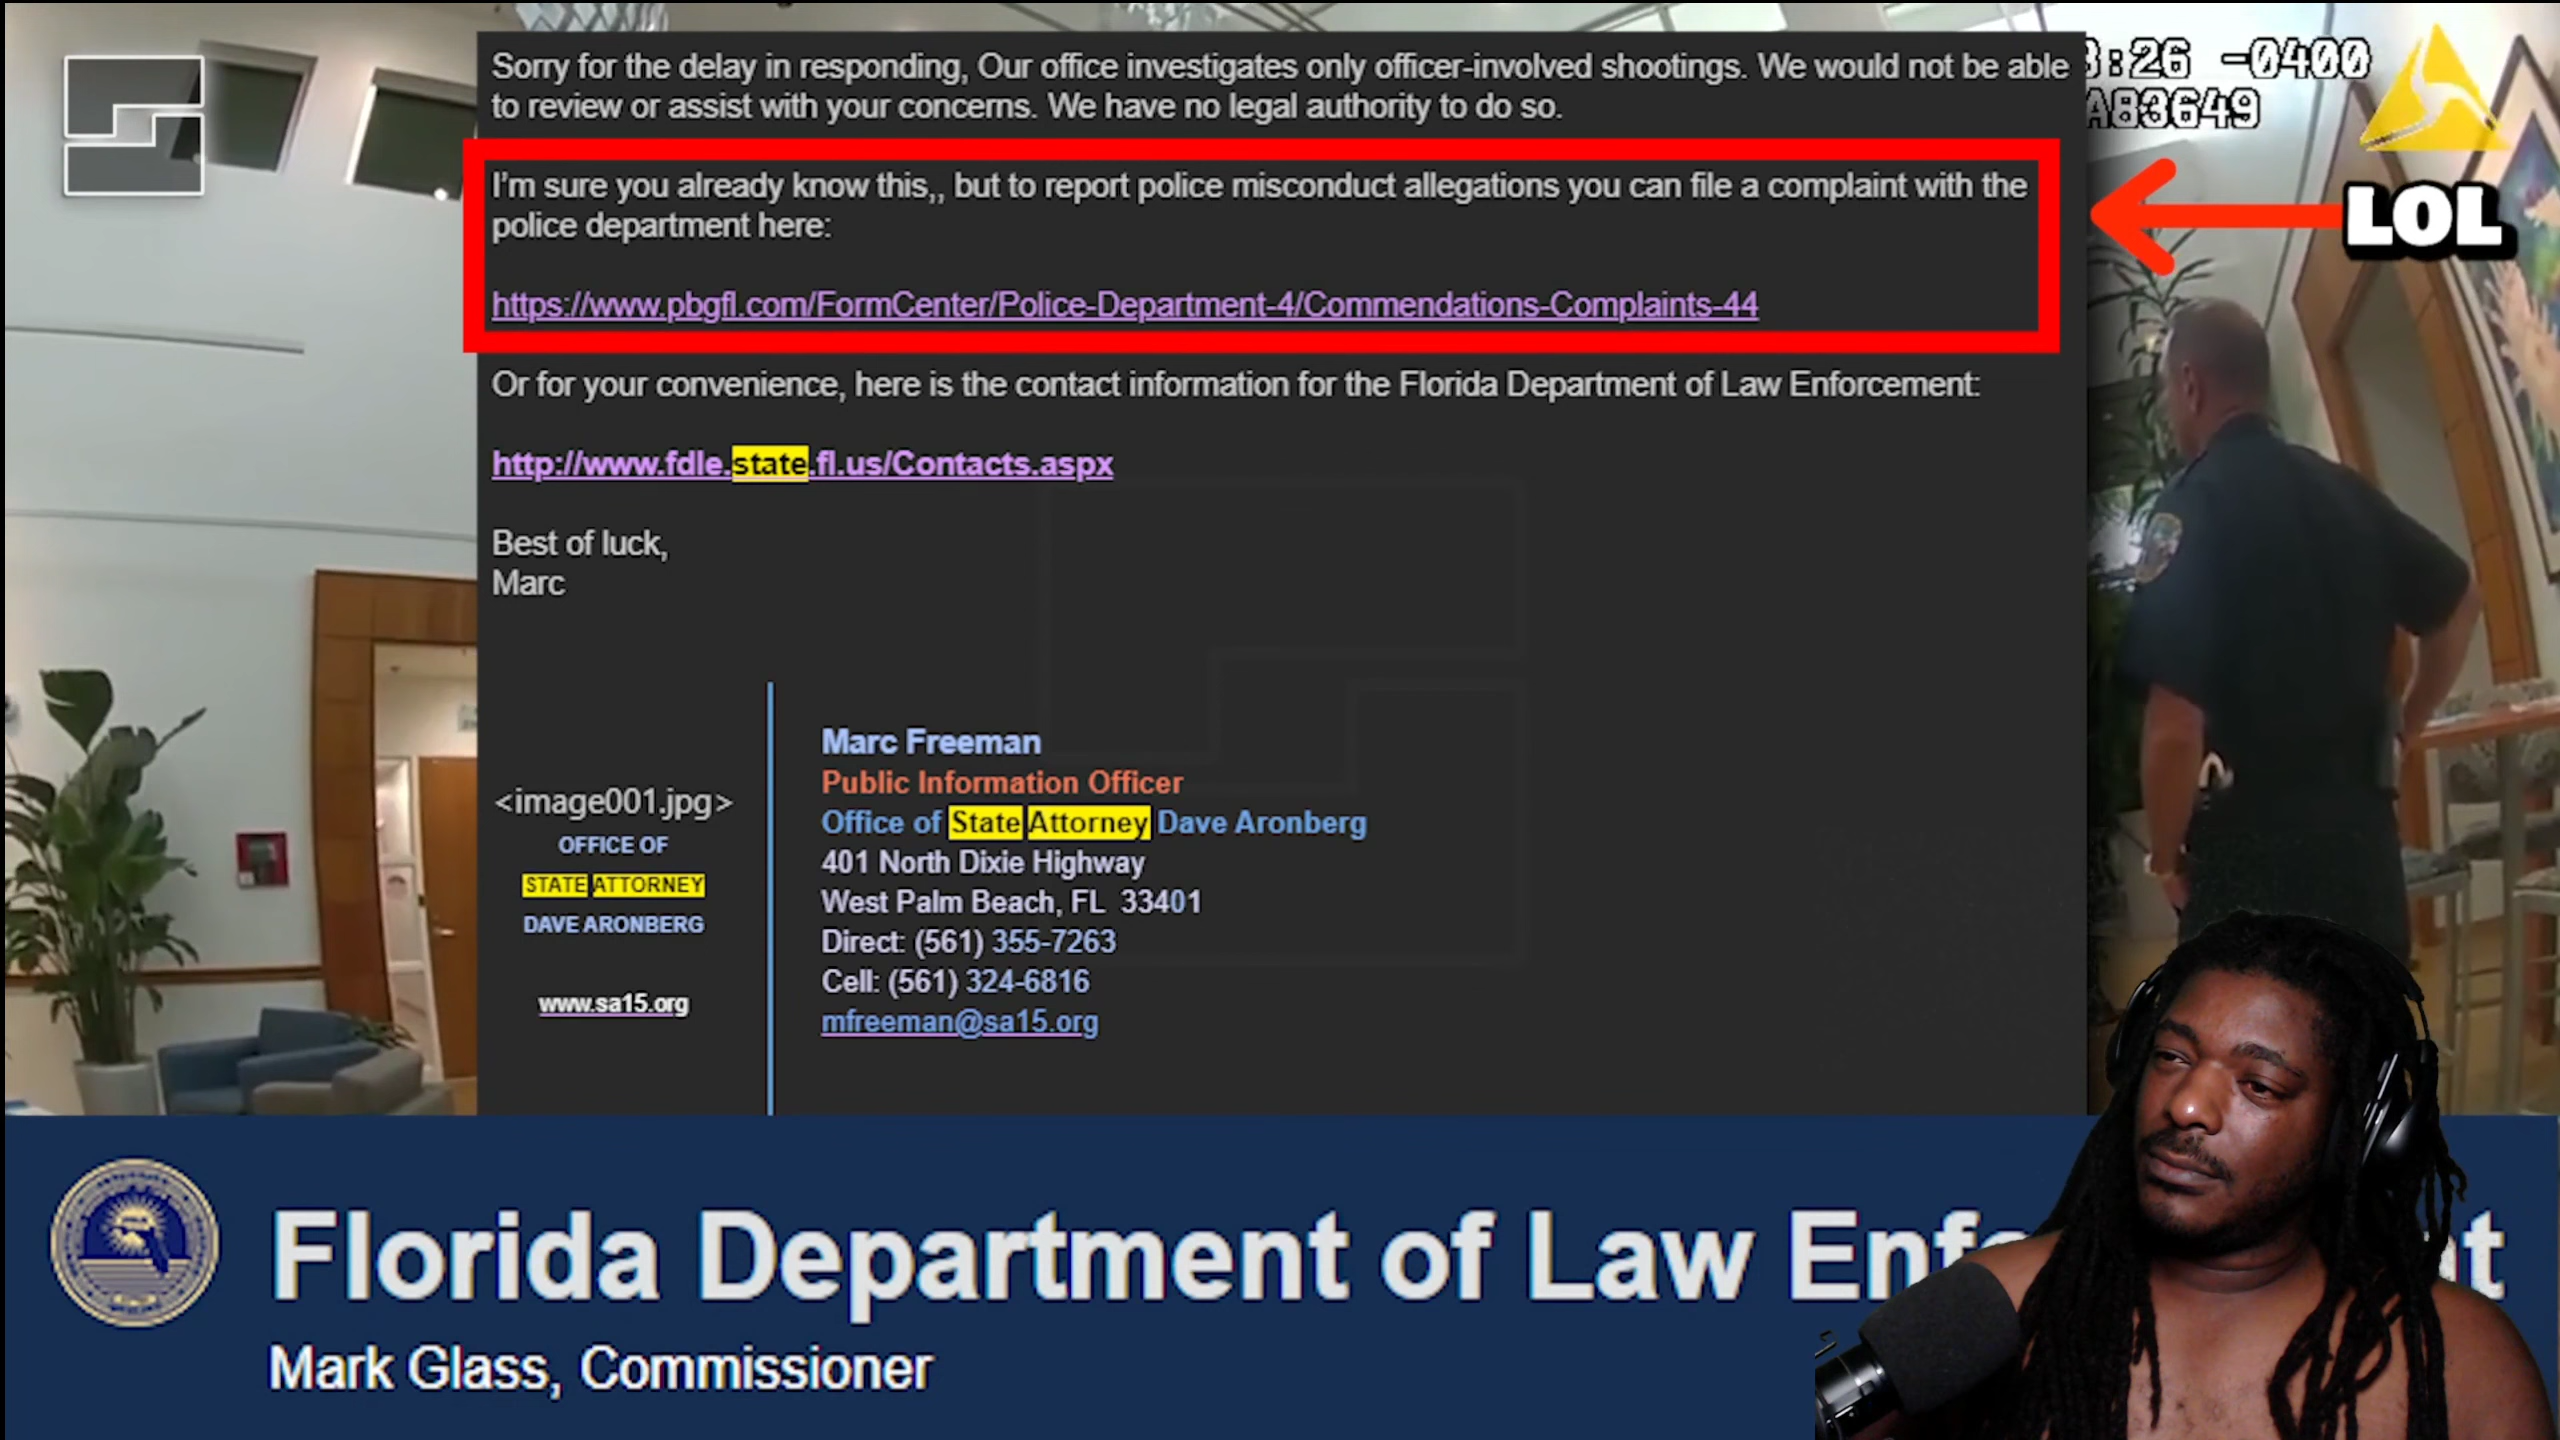 3:26 -0400
A83649
Sorry for the delay in responding, Our office investigates only officer-involved shootings. We would not be able
to review or assist with your concerns. We have no legal authority to do so.
I'm sure you already know this,, but to report police misconduct allegations you can file a complaint with the
police department here:
LOL
https://www.pbgfl.com/FormCenter/Police-Department-4/Commendations-Complaints-44
Or for your convenience, here is the contact information for the Florida Department of Law Enforcement:
http://www.fdle.state.fl.us/Contacts.aspx
Best of luck,
Marc
<image001.jpg>
OFFICE OF
STATE ATTORNEY
DAVE ARONBERG
www.sa15.org
Marc Freeman
Public Information Officer
Office of State Attorney Dave Aronberg
401 North Dixie Highway
West Palm Beach, FL 33401
Direct: (561) 355-7263
Cell: (561) 324-6816
mfreeman@sa15.org
Florida Department of Law Enf
Mark Glass, Commissioner